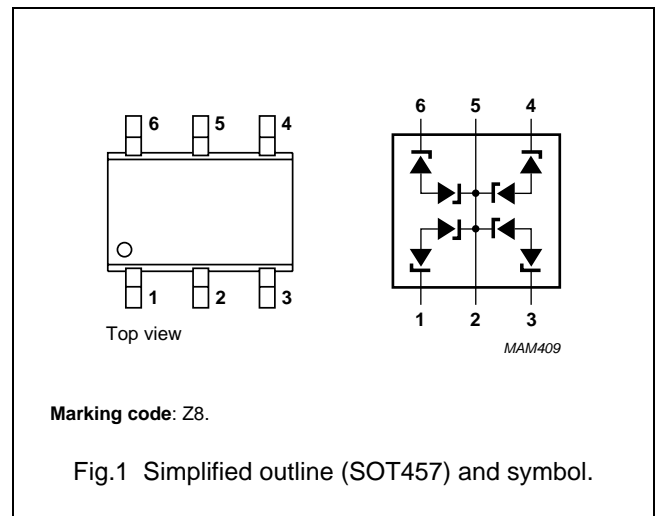 6 5 4
1 2 3
Top view
6 5 4
1 2 3
MAM409
Marking code: Z8.
Fig.1 Simplified outline (SOT457) and symbol.